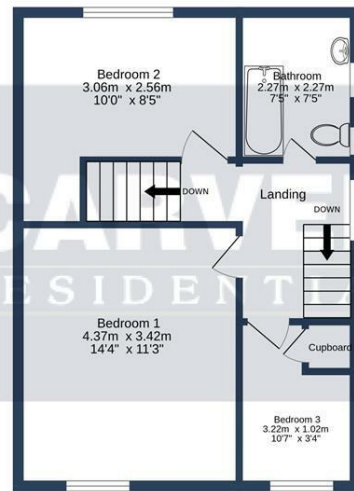 Bedroom 2
3.06m x 2.56m
10'0" x 8'5"
Bathroom
2.27m x 2.27m
7'5" x 7'5"
DOWN
Landing
DOWN
CARVER
RESIDENTIAL
Bedroom 1
4.37m x 3.42m
14'4" x 11'3"
Cupboard
Bedroom 3
3.22m x 1.02m
10'7" x 3'4"